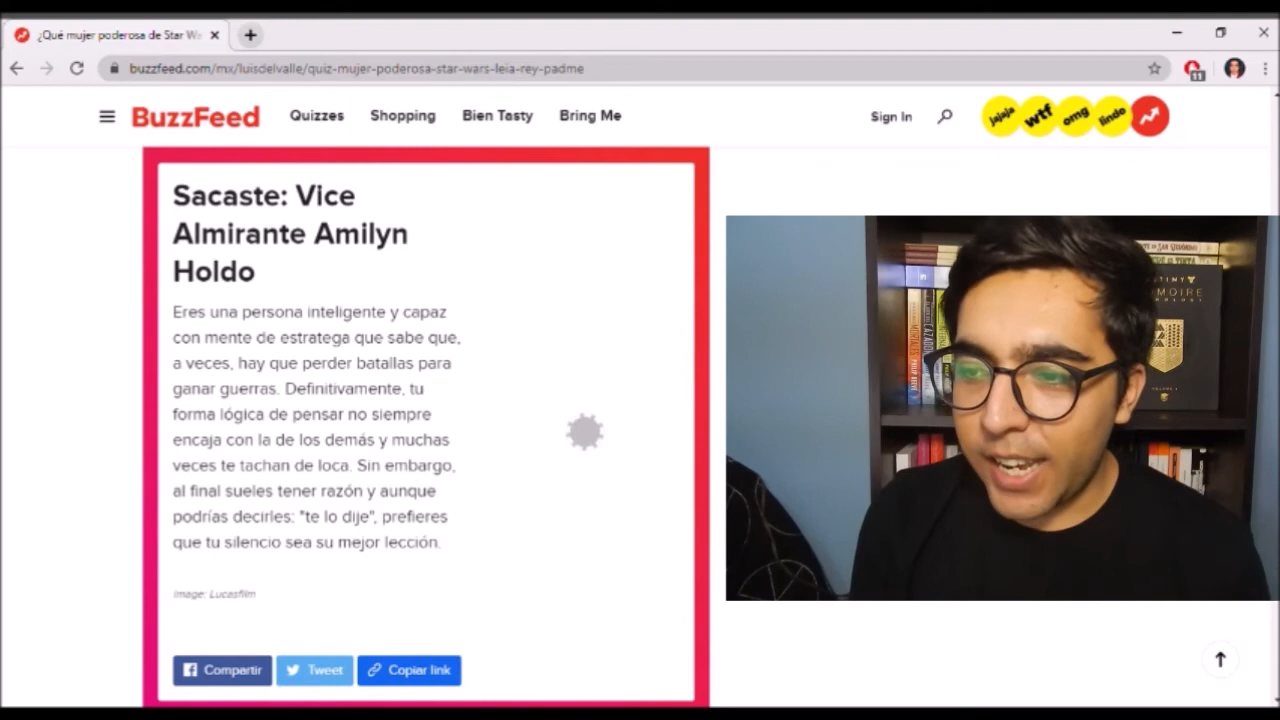 ¿Qué mujer poderosa de Star Wa
buzzfeed.com/mx/luisdelvalle/quiz-mujer-poderosa-star-wars-leia-rey-padme
11
BuzzFeed Quizzes Shopping Bien Tasty Bring Me Sign In jajaja wtf omg lindo
Sacaste: Vice
Almirante Amilyn
Holdo
Eres una persona inteligente y capaz
con mente de estratega que sabe que,
a veces, hay que perder batallas para
ganar guerras. Definitivamente, tu
forma lógica de pensar no siempre
encaja con la de los demás y muchas
veces te tachan de loca. Sin embargo,
al final sueles tener razón y aunque
podrías decirles: "te lo dije", prefieres
que tu silencio sea su mejor lección.
Image: Lucasfilm
Compartir Tweet Copiar link